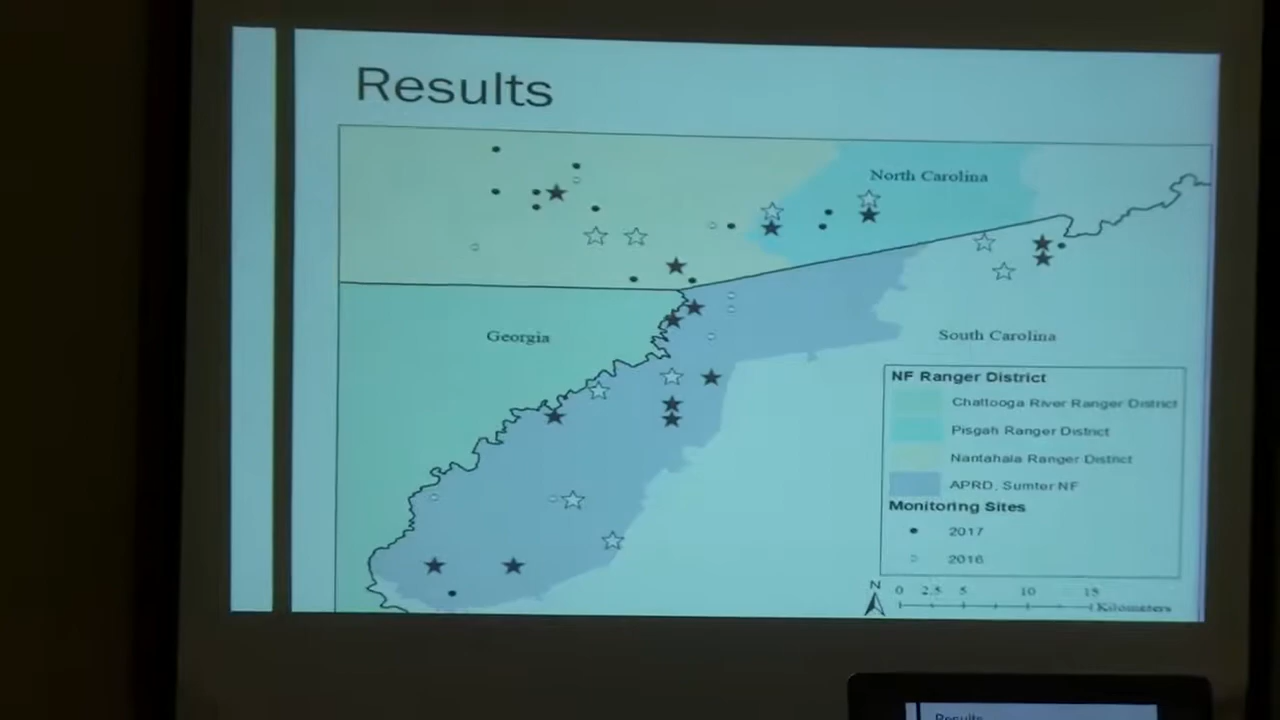 Results
North Carolina
Georgia
South Carolina
NF Ranger District
Chattooga River Ranger District
Pisgah Ranger District
Nantahala Ranger District
APRD, Sumter NF
Monitoring Sites
2017
2016
N
0 2.5 5 10 15
Kilometers
Results